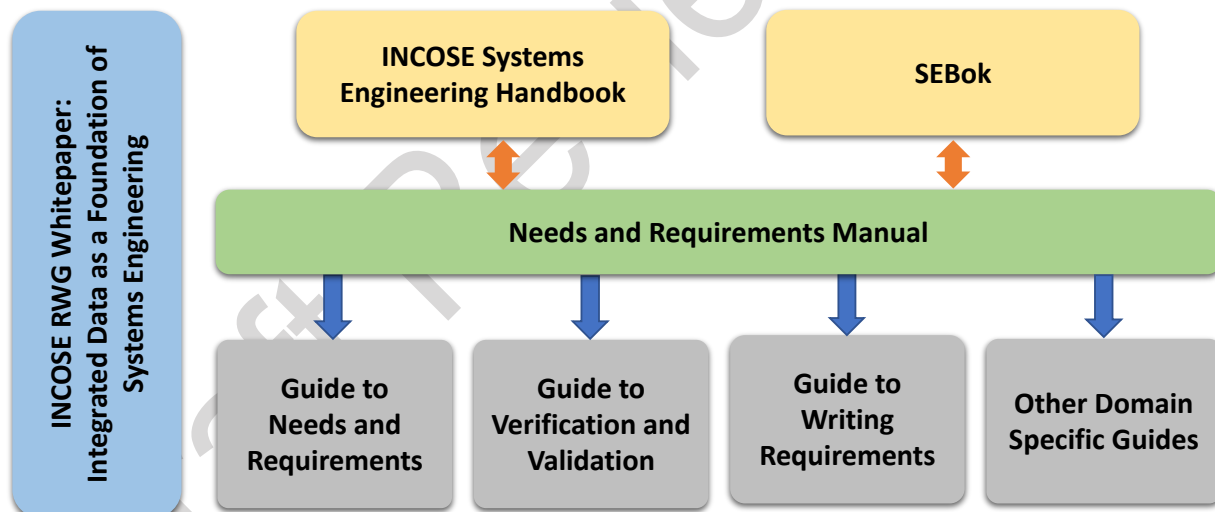 INCOSE RWG Whitepaper:
Integrated Data as a Foundation of
Systems Engineering
INCOSE Systems
Engineering Handbook
SEBok
Needs and Requirements Manual
Guide to
Needs and
Requirements
Guide to
Verification and
Validation
Guide to
Writing
Requirements
Other Domain
Specific Guides